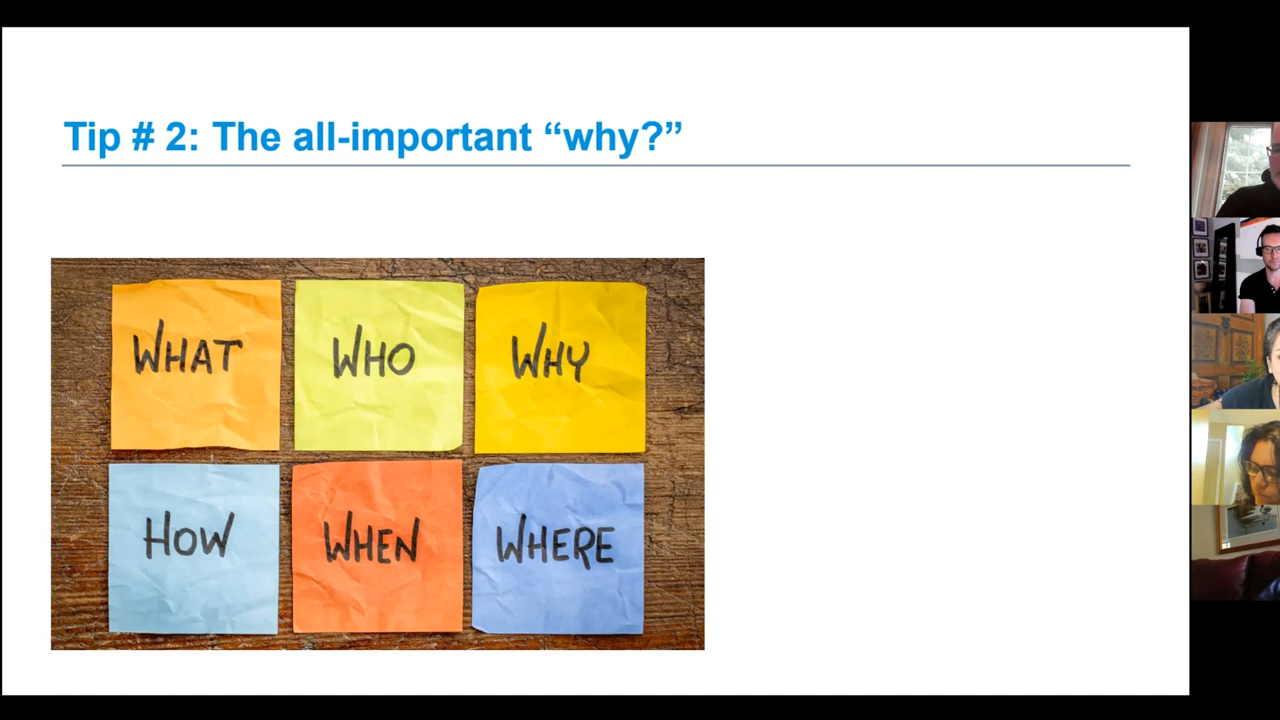 Tip # 2: The all-important “why?”
WHAT WHO WHY
HOW WHEN WHERE